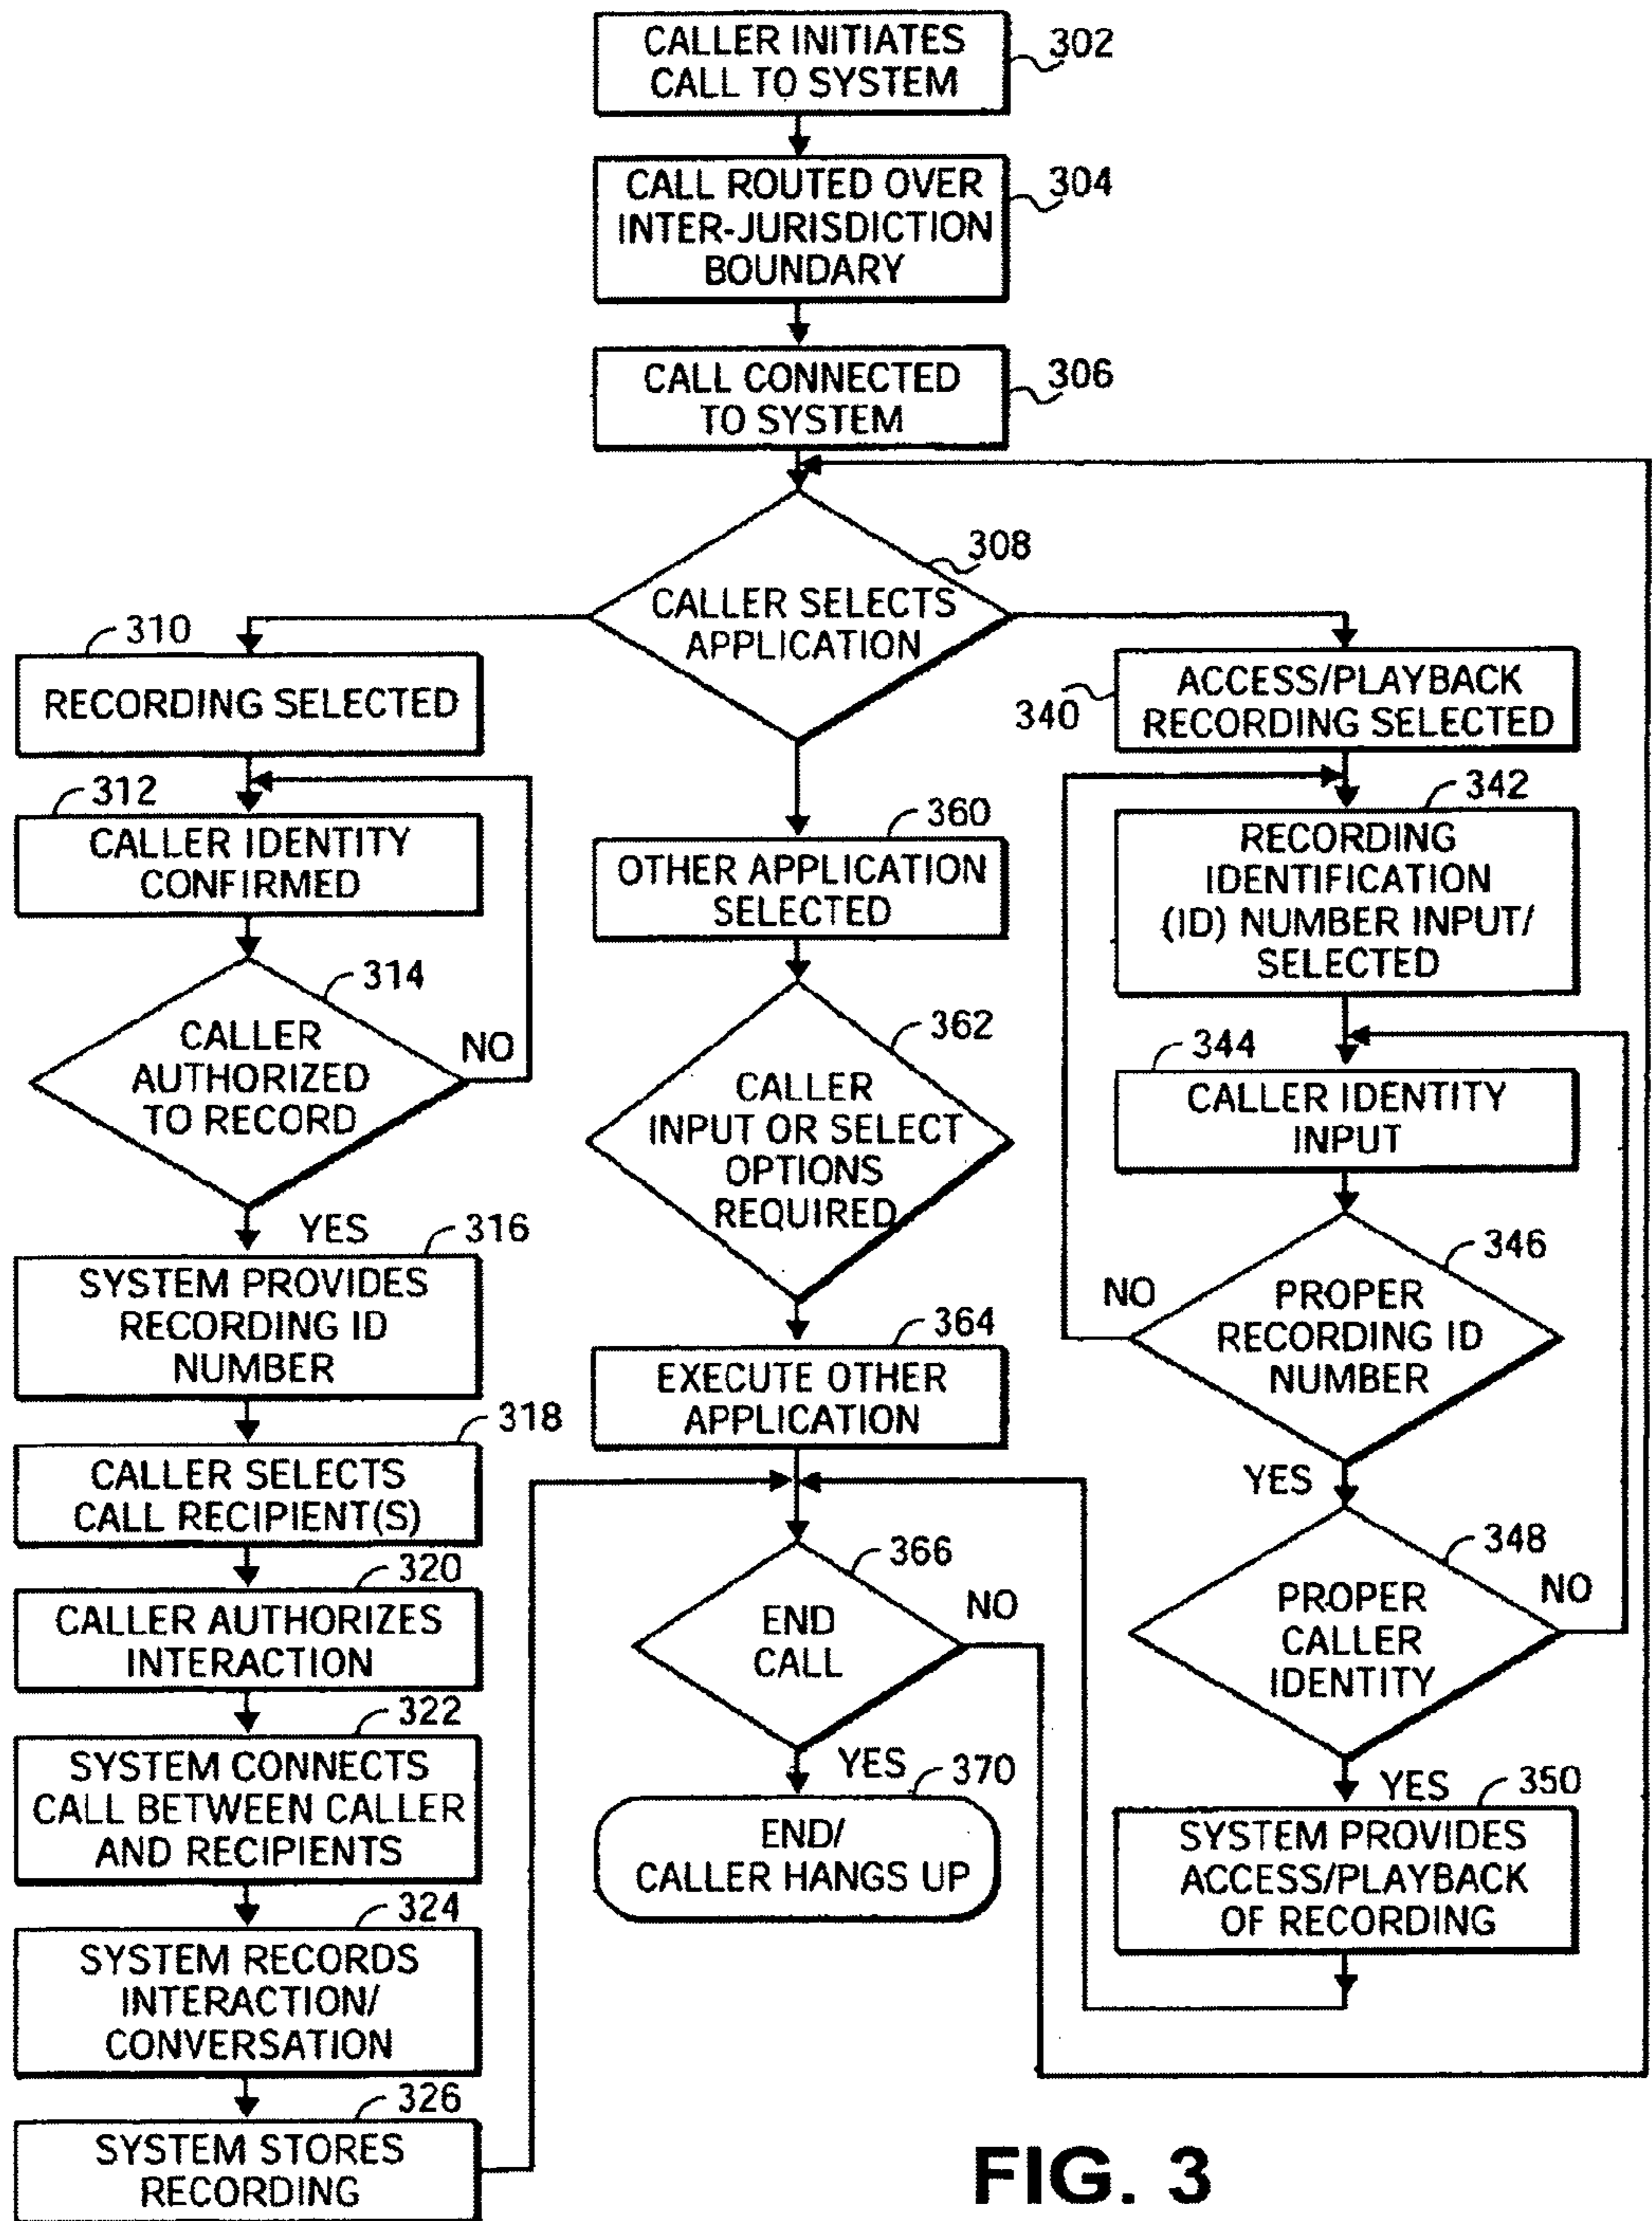 CALLER INITIATES
CALL TO SYSTEM
302
CALL ROUTED OVER
INTER-JURISDICTION
BOUNDARY
304
CALL CONNECTED
TO SYSTEM
306
CALLER SELECTS
APPLICATION
308
310
RECORDING SELECTED
312
CALLER IDENTITY
CONFIRMED
314
CALLER
AUTHORIZED
TO RECORD
NO
YES
316
SYSTEM PROVIDES
RECORDING ID
NUMBER
318
CALLER SELECTS
CALL RECIPIENT(S)
320
CALLER AUTHORIZES
INTERACTION
322
SYSTEM CONNECTS
CALL BETWEEN CALLER
AND RECIPIENTS
324
SYSTEM RECORDS
INTERACTION/
CONVERSATION
326
SYSTEM STORES
RECORDING
360
OTHER APPLICATION
SELECTED
362
CALLER
INPUT OR SELECT
OPTIONS
REQUIRED
364
EXECUTE OTHER
APPLICATION
366
END
CALL
NO
YES
370
END/
CALLER HANGS UP
340
ACCESS/PLAYBACK
RECORDING SELECTED
342
RECORDING
IDENTIFICATION
(ID) NUMBER INPUT/
SELECTED
344
CALLER IDENTITY
INPUT
346
PROPER
RECORDING ID
NUMBER
NO
YES
348
PROPER
CALLER
IDENTITY
NO
YES
350
SYSTEM PROVIDES
ACCESS/PLAYBACK
OF RECORDING
FIG. 3